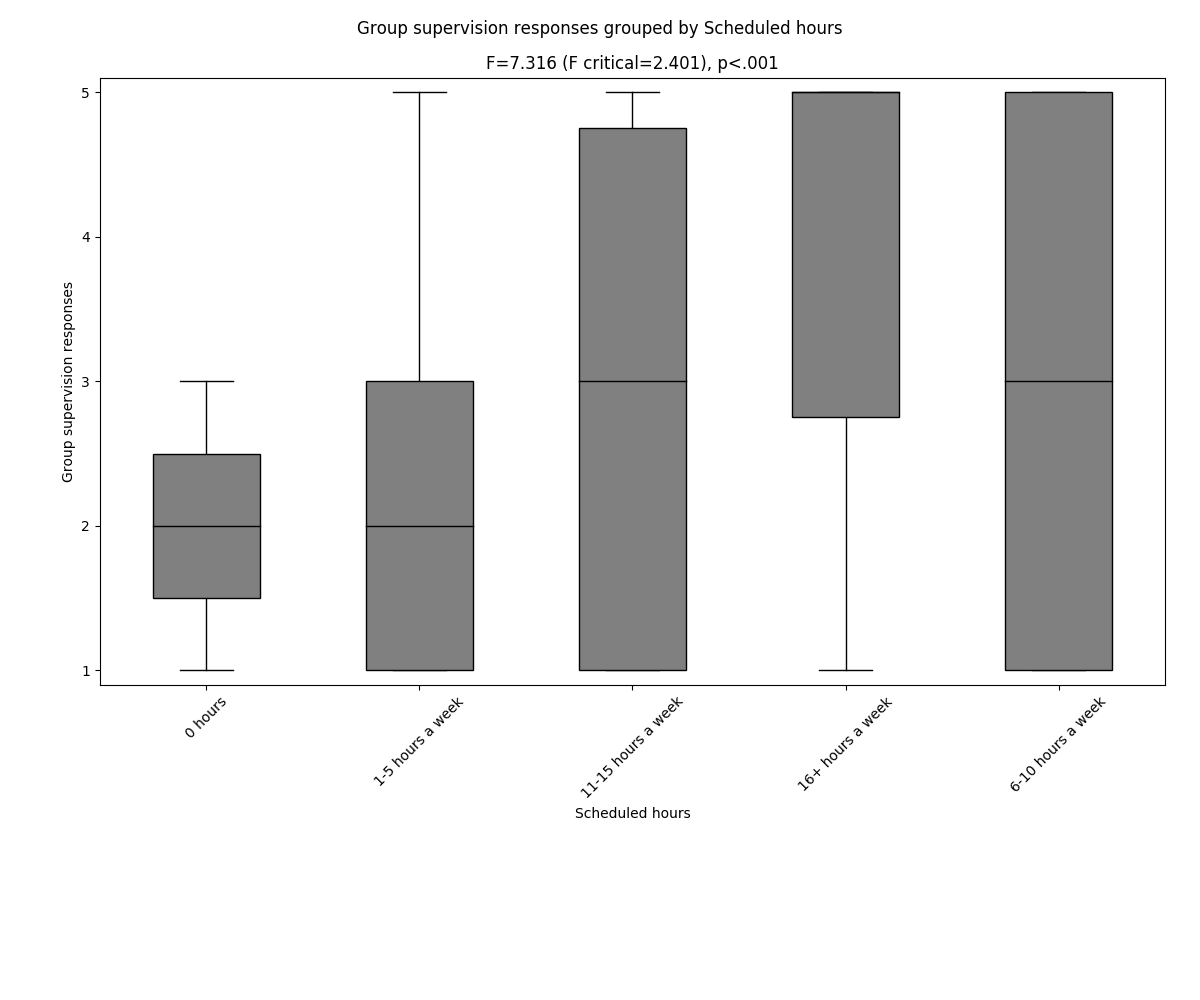 Group supervision responses grouped by Scheduled hours
F=7.316 (F critical=2.401), p<.001
Group supervision responses
5
4
3
2
1
0 hours
1-5 hours a week
11-15 hours a week
16+ hours a week
6-10 hours a week
Scheduled hours